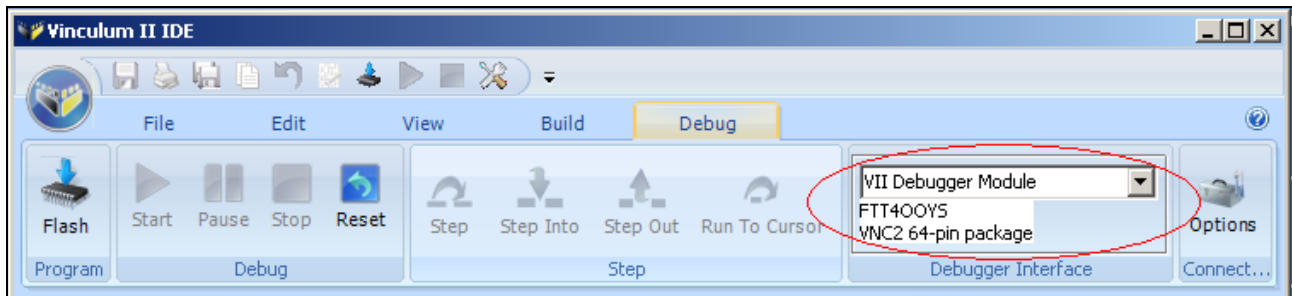 Vinculum II IDE
File Edit View Build Debug
VII Debugger Module
FTT4OOYS
VNC2 64-pin package
Flash Start Pause Stop Reset Step Step Into Step Out Run To Cursor Options
Program Debug Step Debugger Interface Connect...